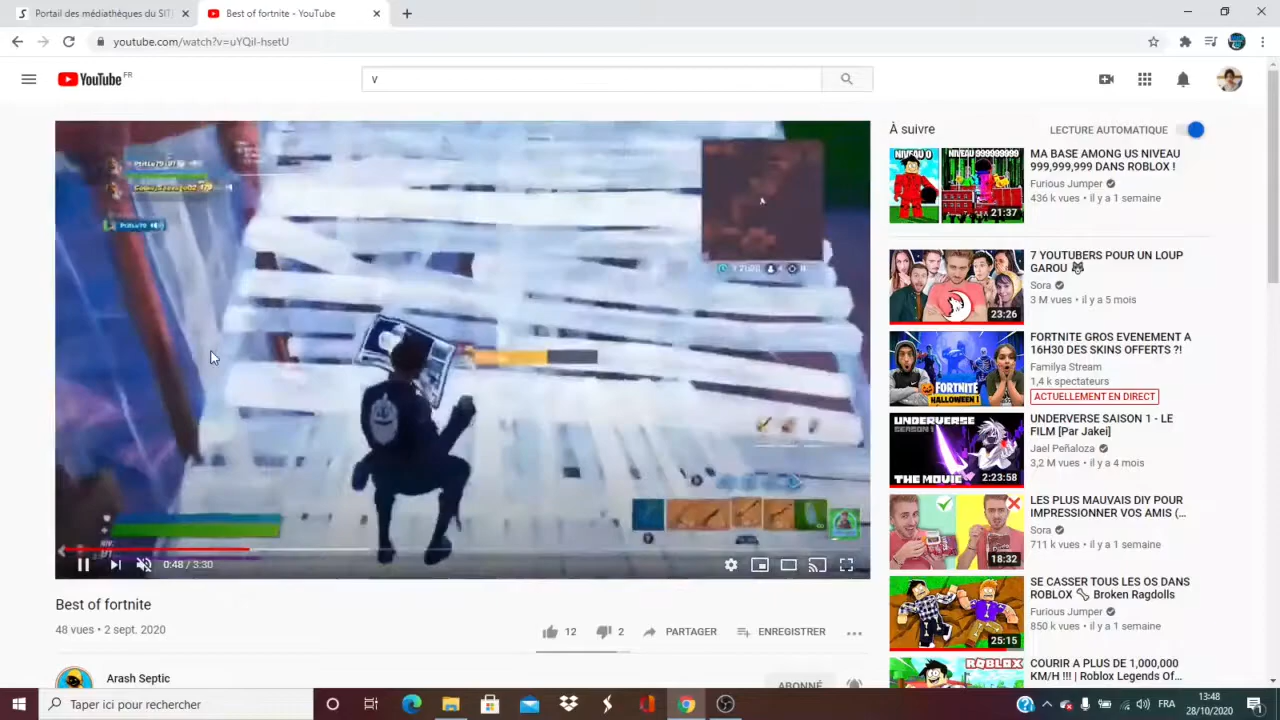 Portail des médiathèques du SIT
Best of fortnite - YouTube
youtube.com/watch?v=uYQil-hsetU
YouTube FR
v
À suivre
LECTURE AUTOMATIQUE
NIVEAU 0
NIVEAU 999999999
21:37
MA BASE AMONG US NIVEAU
999,999,999 DANS ROBLOX !
Furious Jumper
436 k vues • il y a 1 semaine
23:26
7 YOUTUBERS POUR UN LOUP
GAROU
Sora
3 M vues • il y a 5 mois
FORTNITE
HALLOWEEN
FORTNITE GROS EVENEMENT A
16H30 DES SKINS OFFERTS ?!
Familya Stream
1,4 k spectateurs
ACTUELLEMENT EN DIRECT
UNDERVERSE
SEASON 1
THE MOVIE
2:23:58
UNDERVERSE SAISON 1 - LE
FILM [Par Jakei]
Jael Peñaloza
3,2 M vues • il y a 4 mois
18:32
LES PLUS MAUVAIS DIY POUR
IMPRESSIONNER VOS AMIS (...
Sora
711 k vues • il y a 1 semaine
25:15
SE CASSER TOUS LES OS DANS
ROBLOX 🦴 Broken Ragdolls
Furious Jumper
850 k vues • il y a 1 semaine
ROBLOX
COURIR A PLUS DE 1,000,000
KM/H !!! | Roblox Legends Of...
0:48 / 3:30
Best of fortnite
48 vues • 2 sept. 2020
12
2
PARTAGER
ENREGISTRER
Arash Septic
ABONNÉ
Taper ici pour rechercher
FRA
13:48
28/10/2020